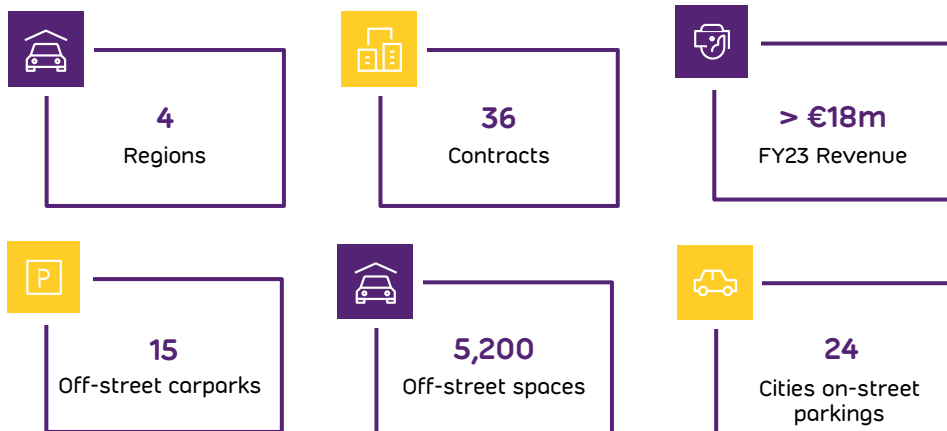 4
Regions
36
Contracts
> €18m
FY23 Revenue
P
15
Off-street carparks
5,200
Off-street spaces
24
Cities on-street
parkings